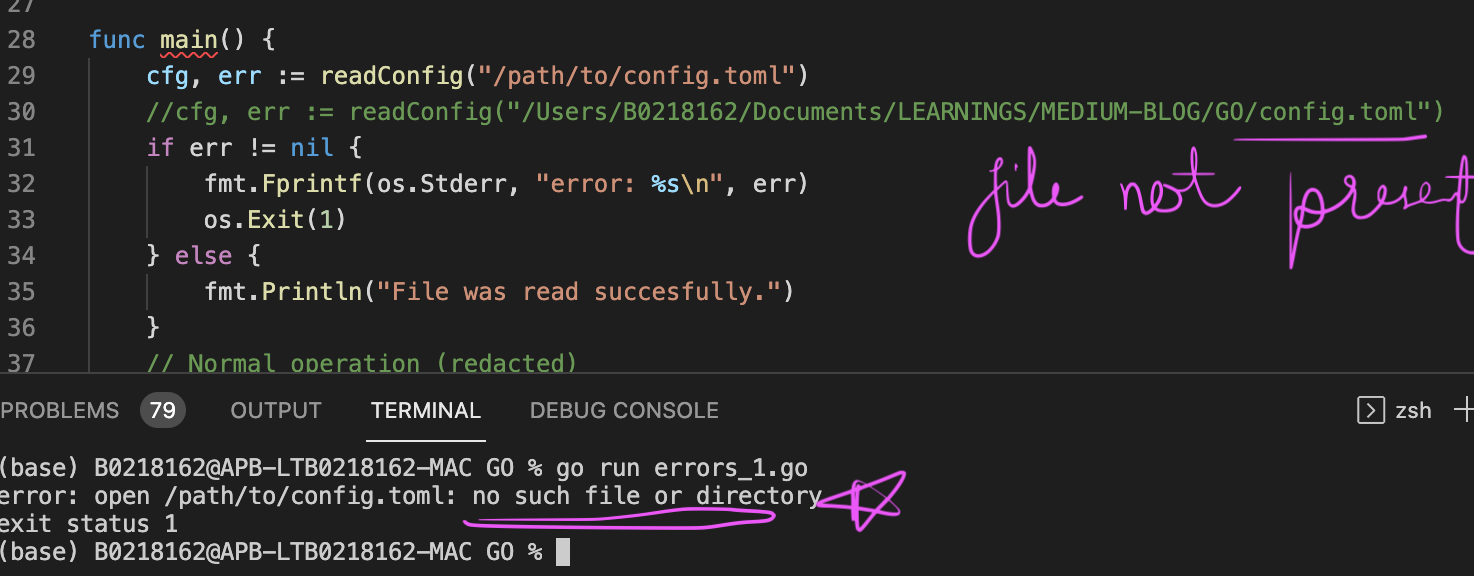 27
28 func main() {
29 cfg, err := readConfig("/path/to/config.toml")
30 //cfg, err := readConfig("/Users/B0218162/Documents/LEARNINGS/MEDIUM-BLOG/GO/config.toml")
31 if err != nil {
32 fmt.Fprintf(os.Stderr, "error: %s\n", err)
file not present
33 os.Exit(1)
34 } else {
35 fmt.Println("File was read succesfully.")
36 }
37 // Normal operation (redacted)
PROBLEMS 79 OUTPUT TERMINAL DEBUG CONSOLE zsh
(base) B0218162@APB-LTB0218162-MAC GO % go run errors_1.go
error: open /path/to/config.toml: no such file or directory
exit status 1
(base) B0218162@APB-LTB0218162-MAC GO %